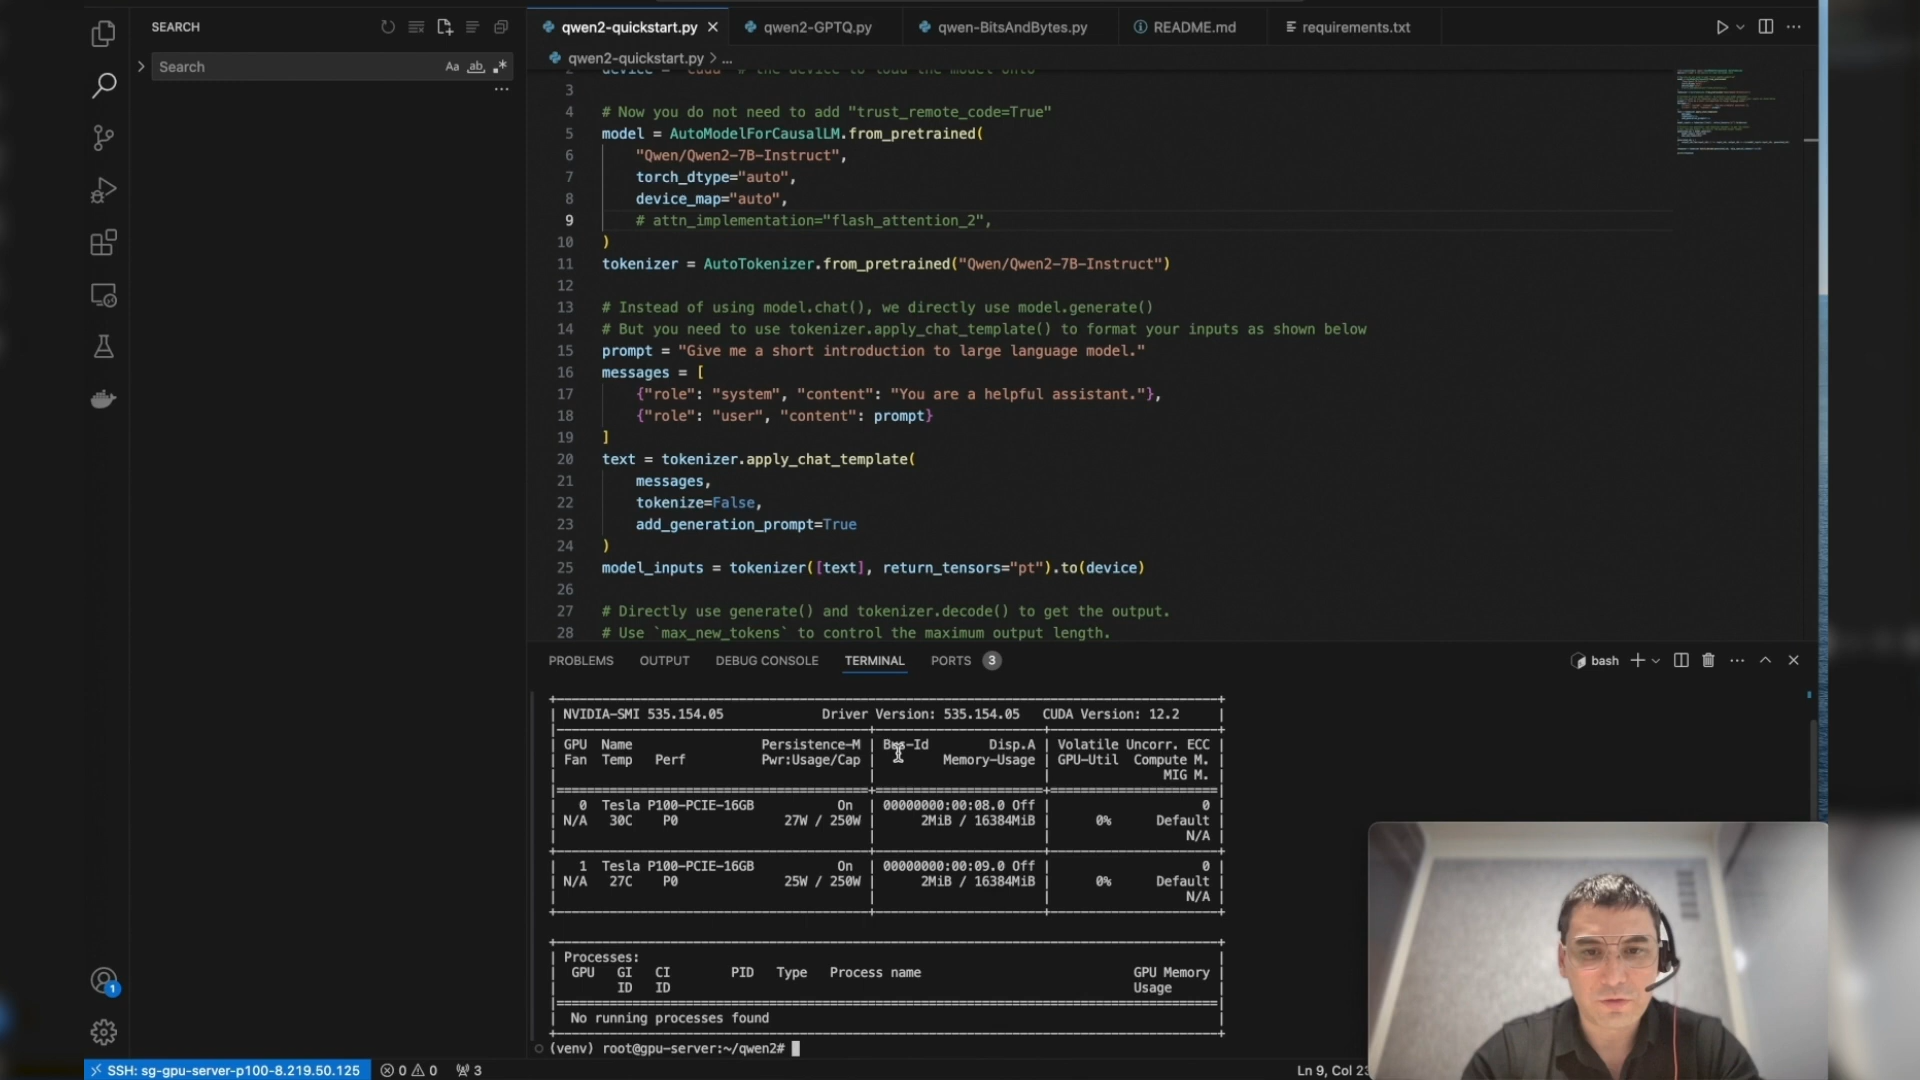 SEARCH
Search
Aa ab
qwen2-quickstart.py
qwen2-GPTQ.py
qwen-BitsAndBytes.py
README.md
requirements.txt
qwen2-quickstart.py > ...
2 device = "cuda" # the device to load the model onto
3
4 # Now you do not need to add "trust_remote_code=True"
5 model = AutoModelForCausalLM.from_pretrained(
6 "Qwen/Qwen2-7B-Instruct",
7 torch_dtype="auto",
8 device_map="auto",
9 # attn_implementation="flash_attention_2",
10 )
11 tokenizer = AutoTokenizer.from_pretrained("Qwen/Qwen2-7B-Instruct")
12
13 # Instead of using model.chat(), we directly use model.generate()
14 # But you need to use tokenizer.apply_chat_template() to format your inputs as shown below
15 prompt = "Give me a short introduction to large language model."
16 messages = [
17 {"role": "system", "content": "You are a helpful assistant."},
18 {"role": "user", "content": prompt}
19 ]
20 text = tokenizer.apply_chat_template(
21 messages,
22 tokenize=False,
23 add_generation_prompt=True
24 )
25 model_inputs = tokenizer([text], return_tensors="pt").to(device)
26
27 # Directly use generate() and tokenizer.decode() to get the output.
28 # Use `max_new_tokens` to control the maximum output length.
PROBLEMS OUTPUT DEBUG CONSOLE TERMINAL PORTS 3
bash
NVIDIA-SMI 535.154.05 Driver Version: 535.154.05 CUDA Version: 12.2
GPU Name Persistence-M | Bus-Id Disp.A | Volatile Uncorr. ECC
Fan Temp Perf Pwr:Usage/Cap | Memory-Usage | GPU-Util Compute M.
MIG M.
0 Tesla P100-PCIE-16GB On | 00000000:00:08.0 Off | 0
N/A 30C P0 27W / 250W | 2MiB / 16384MiB | 0% Default
N/A
1 Tesla P100-PCIE-16GB On | 00000000:00:09.0 Off | 0
N/A 27C P0 25W / 250W | 2MiB / 16384MiB | 0% Default
N/A
Processes:
GPU GI CI PID Type Process name GPU Memory
ID ID Usage
No running processes found
(venv) root@gpu-server:~/qwen2#
1
SSH: sg-gpu-server-p100-8.219.50.125
0 0
3
Ln 9, Col